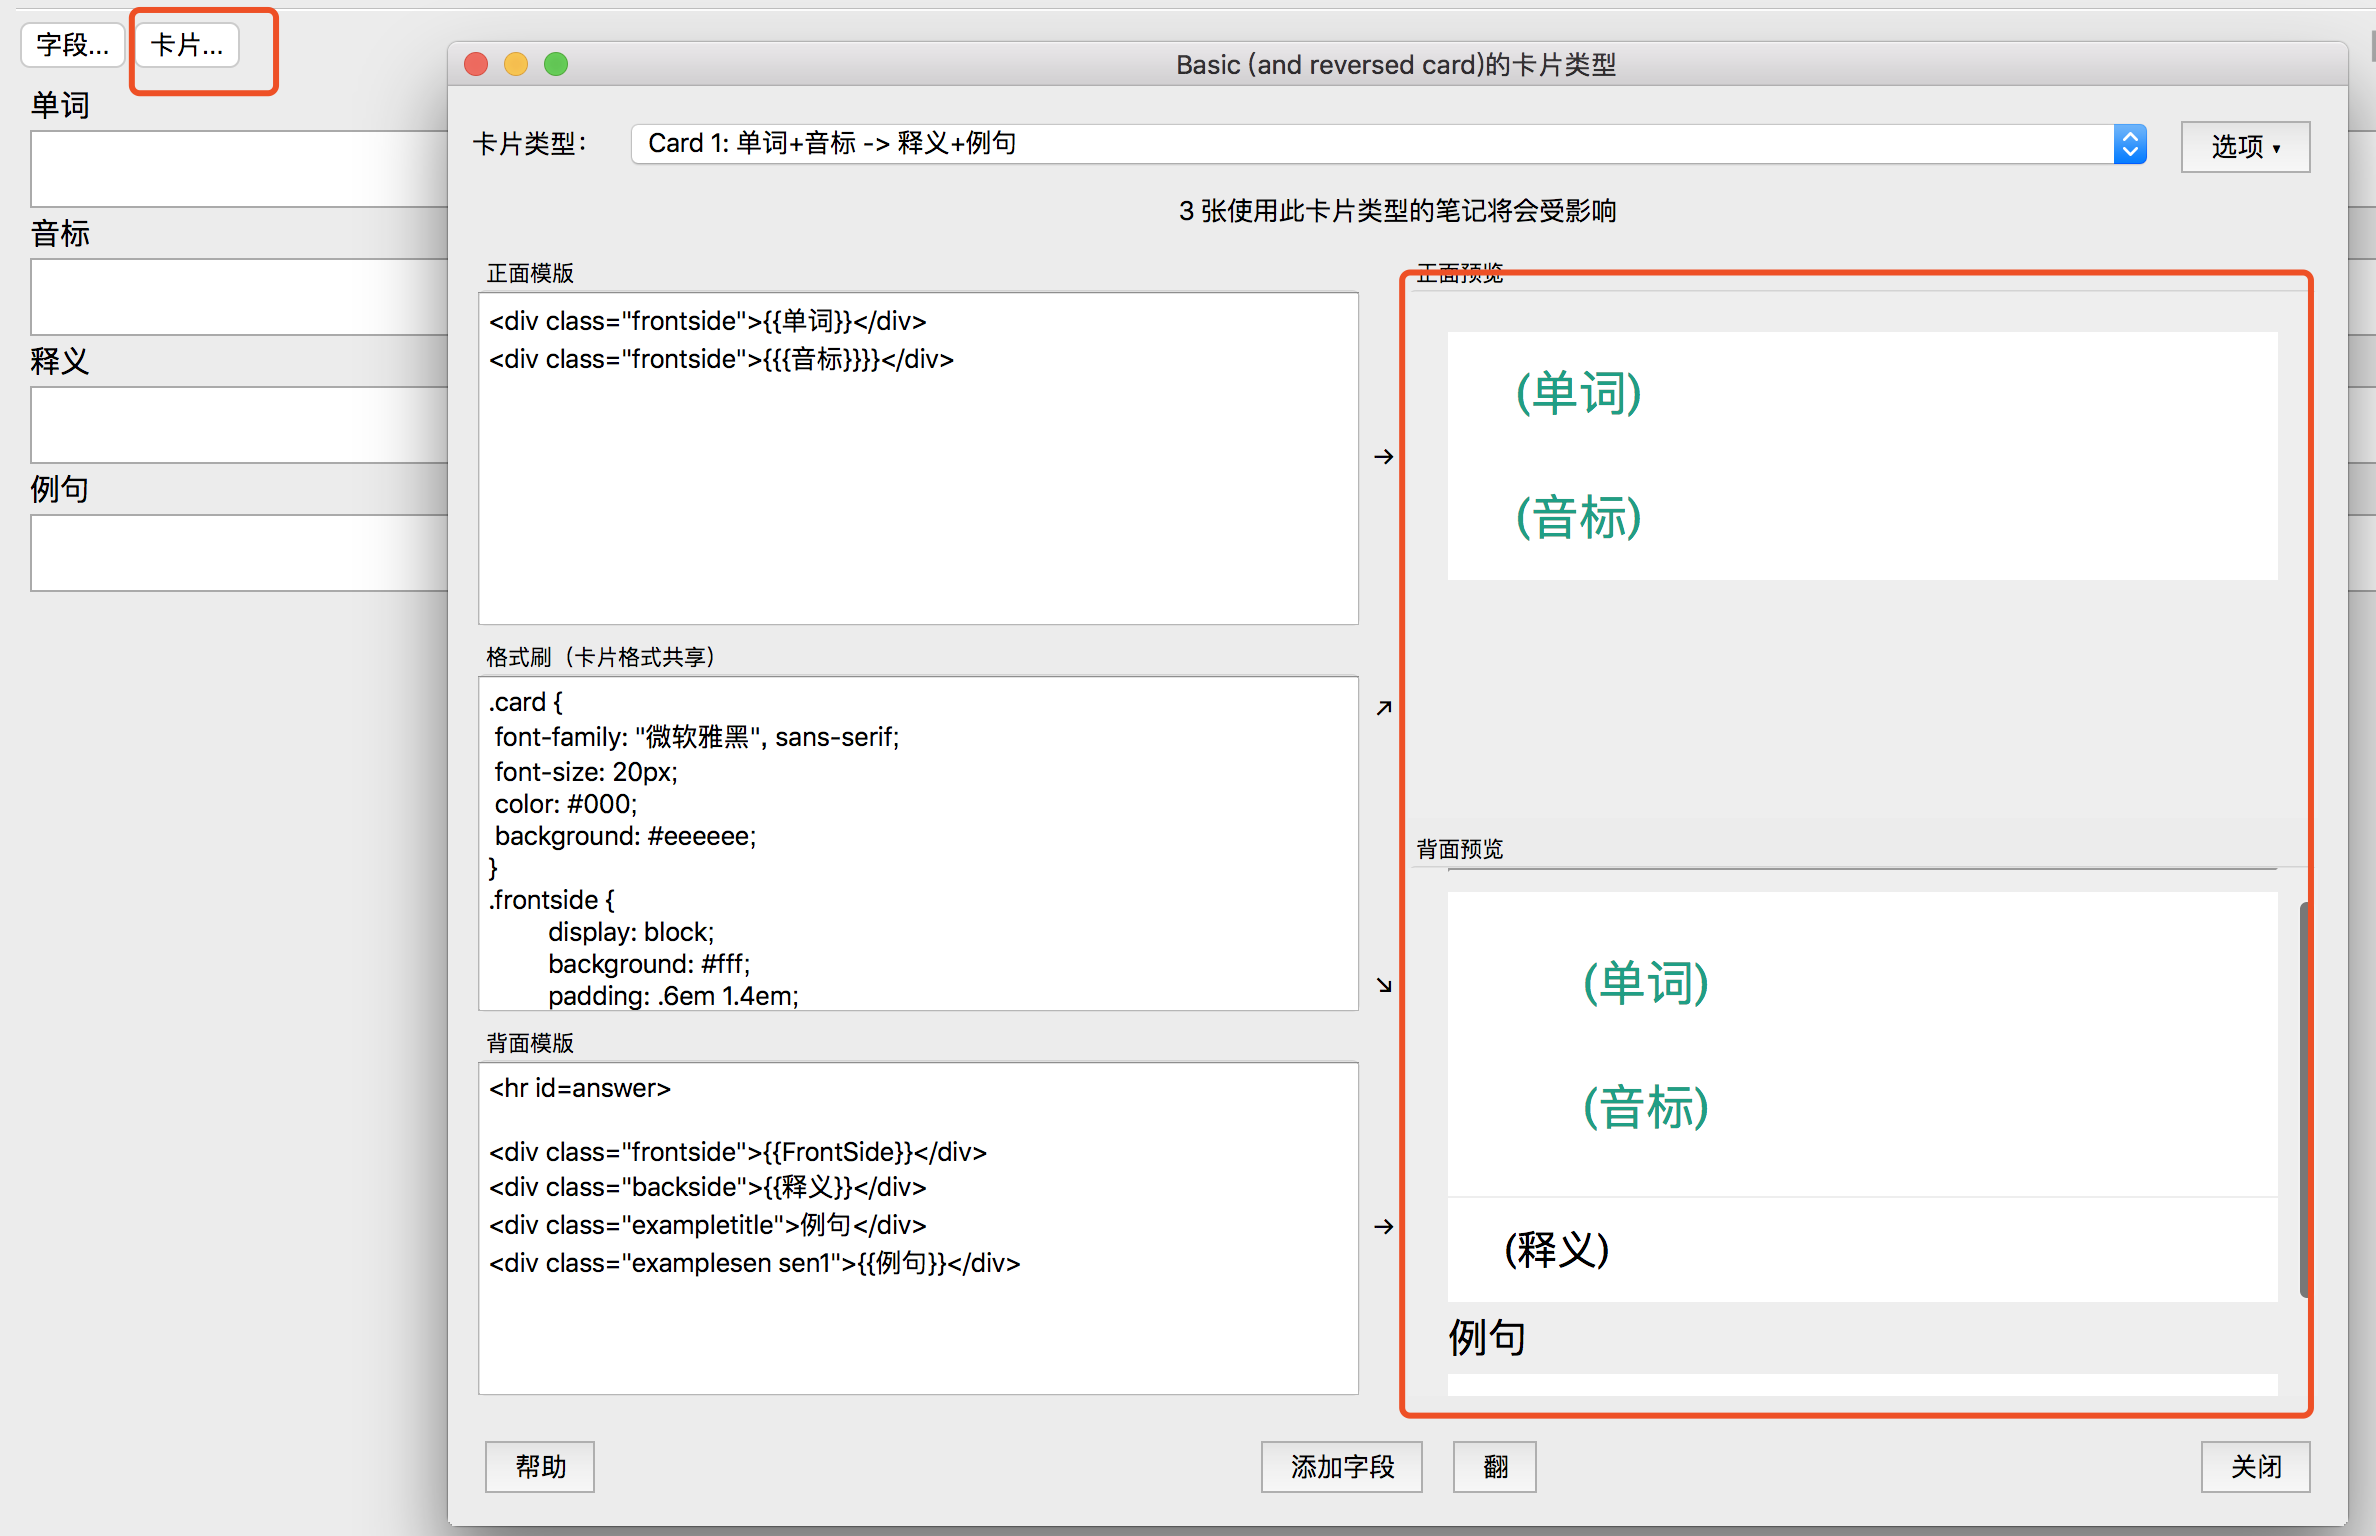 字段...
卡片...
单词
音标
释义
例句
Basic (and reversed card)的卡片类型
卡片类型：
Card 1: 单词+音标 -> 释义+例句
选项 ▾
3 张使用此卡片类型的笔记将会受影响
正面模版
<div class="frontside">{{单词}}</div>
<div class="frontside">{{{音标}}}}</div>
格式刷（卡片格式共享）
.card {
font-family: "微软雅黑", sans-serif;
font-size: 20px;
color: #000;
background: #eeeeee;
}
.frontside {
display: block;
background: #fff;
padding: .6em 1.4em;
背面模版
<hr id=answer>
<div class="frontside">{{FrontSide}}</div>
<div class="backside">{{释义}}</div>
<div class="exampletitle">例句</div>
<div class="examplesen sen1">{{例句}}</div>
→
↗
↘
→
正面预览
(单词)
(音标)
背面预览
(单词)
(音标)
(释义)
例句
帮助
添加字段
翻
关闭